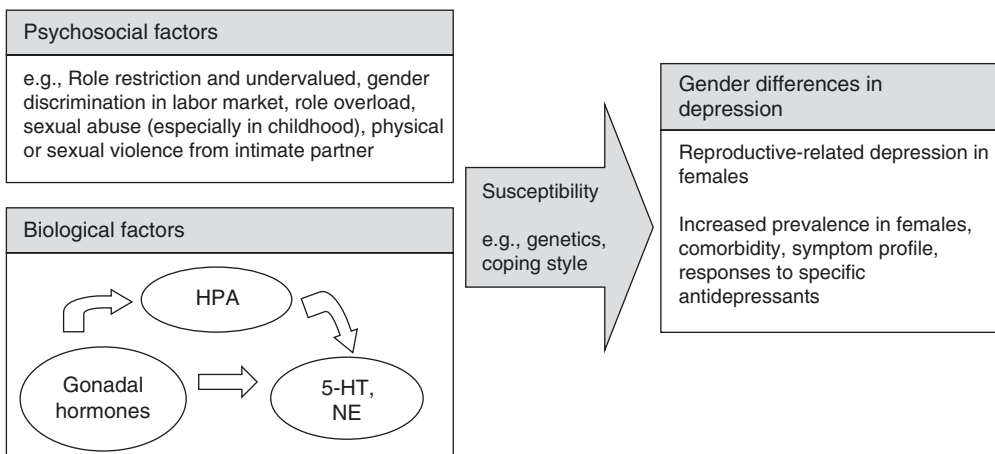 Psychosocial factors
e.g., Role restriction and undervalued, gender
discrimination in labor market, role overload,
sexual abuse (especially in childhood), physical
or sexual violence from intimate partner
Biological factors
HPA
Gonadal
hormones
5-HT,
NE
Susceptibility
e.g., genetics,
coping style
Gender differences in
depression
Reproductive-related depression in
females
Increased prevalence in females,
comorbidity, symptom profile,
responses to specific
antidepressants